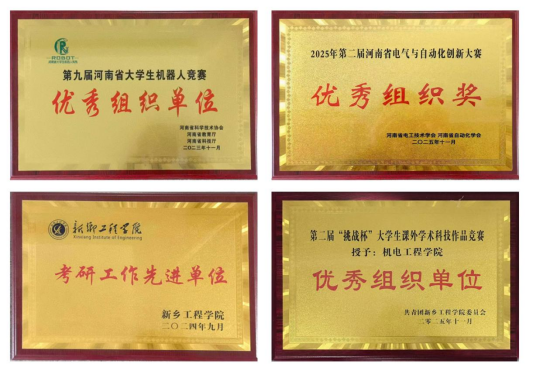 ROBOT
第九届河南省大学生机器人竞赛
优秀组织单位
河南省科学技术协会
河南省教育厅
河南省科技厅
二〇二三年十一月
2025年第二届河南省电气与自动化创新大赛
优秀组织奖
河南省电工技术学会 河南省自动化学会
二〇二五年十一月
新乡工程学院
Xinxiang Institute of Engineering
考研工作先进单位
新乡工程学院
二〇二四年九月
第二届“挑战杯”大学生课外学术科技作品竞赛
授予：机电工程学院
优秀组织单位
共青团新乡工程学院委员会
二零二五年十一月